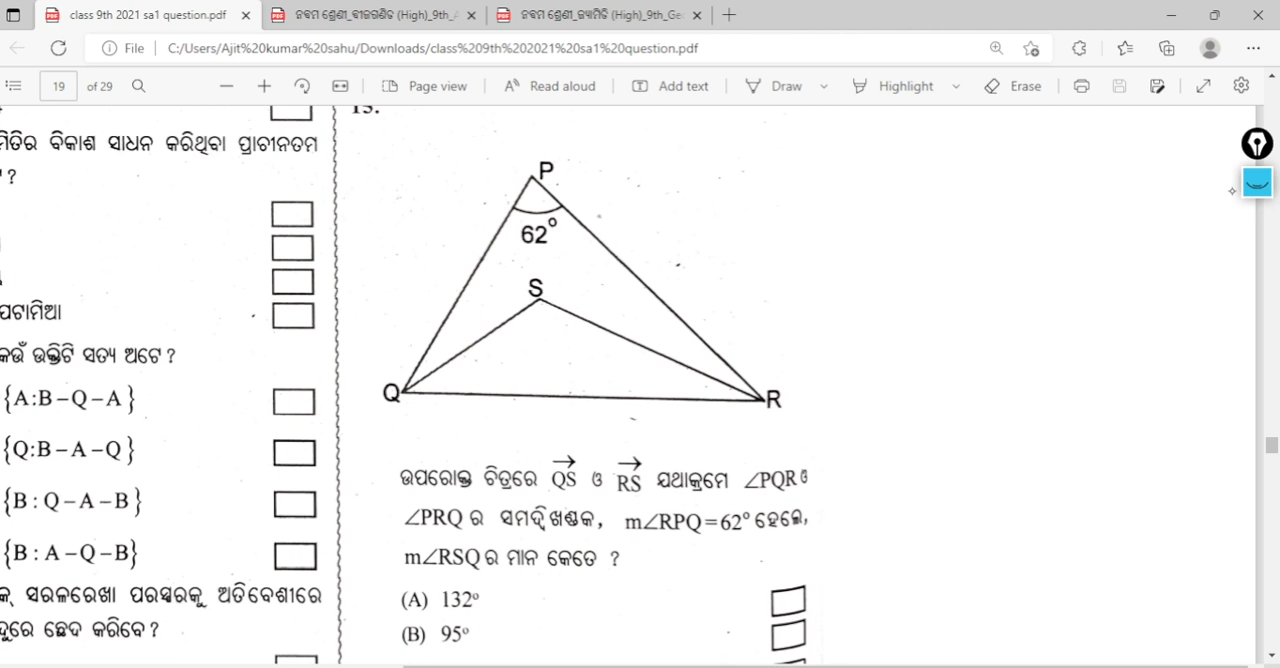 class 9th 2021 sa1 question.pdf
ନବମ ଶ୍ରେଣୀ_ବୀଜଗଣିତ (High)_9th_
ନବମ ଶ୍ରେଣୀ_ଜ୍ୟାମିତି (High)_9th_Ge
File
C:/Users/Ajit%20kumar%20sahu/Downloads/class%209th%202021%20sa1%20question.pdf
19 of 29
Page view
Read aloud
Add text
Draw
Highlight
Erase
ମିତିର ବିକାଶ ସାଧନ କରିଥିବା ପ୍ରାଚୀନତମ
?
ପଟାମିଆ
କେଉଁ ଉକ୍ତିଟି ସତ୍ୟ ଅଟେ ?
{A:B – Q – A}
{Q:B – A – Q}
{B : Q – A – B}
{B : A – Q – B}
ସରଳରେଖା ପରସ୍ପରକୁ ଅତିବେଶୀରେ
ଦୁରେ ଛେଦ କରିବେ ?
P
62°
S
Q
R
ଉପରୋକ୍ତ ଚିତ୍ରରେ QS ଓ RS ଯଥାକ୍ରମେ ∠PQR ଓ
∠PRQ ର ସମଦ୍ୱିଖଣ୍ଡକ, m∠RPQ = 62° ହେଲେ,
m∠RSQ ର ମାନ କେତେ ?
(A) 132°
(B) 95°